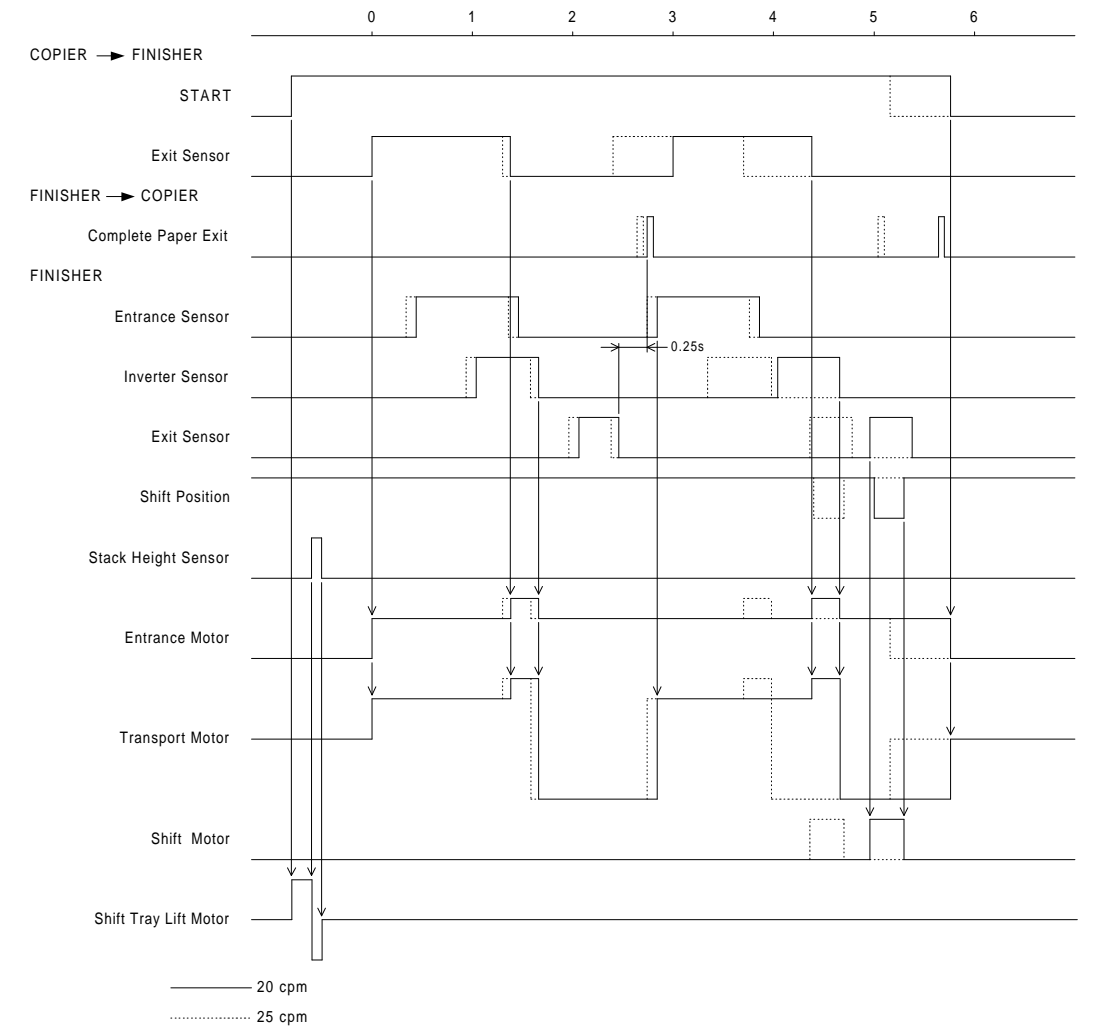 0 1 2 3 4 5 6
COPIER FINISHER
START
Exit Sensor
FINISHER COPIER
Complete Paper Exit
FINISHER
Entrance Sensor
0.25s
Inverter Sensor
Exit Sensor
Shift Position
Stack Height Sensor
Entrance Motor
Transport Motor
Shift Motor
Shift Tray Lift Motor
20 cpm
25 cpm